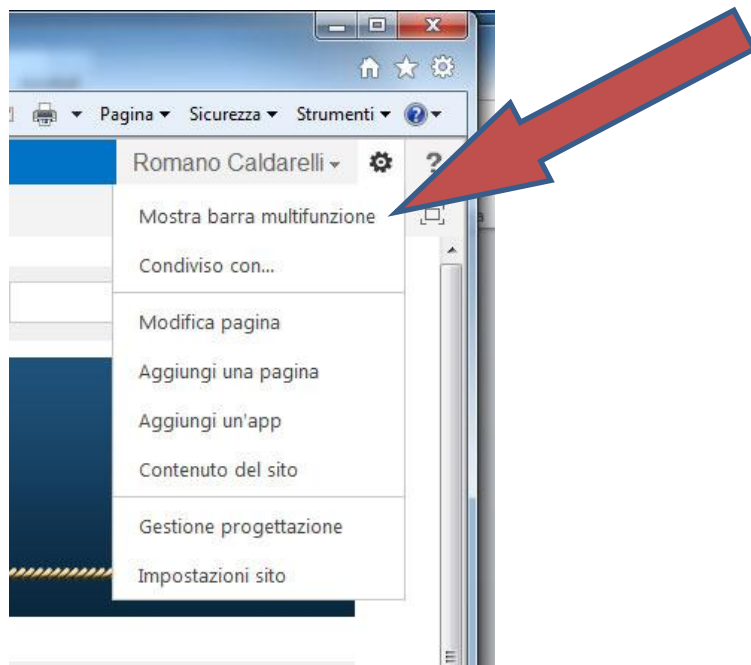 Pagina Sicurezza Strumenti ?
Romano Caldarelli ?
Mostra barra multifunzione
Condiviso con...
Modifica pagina
Aggiungi una pagina
Aggiungi un'app
Contenuto del sito
Gestione progettazione
Impostazioni sito